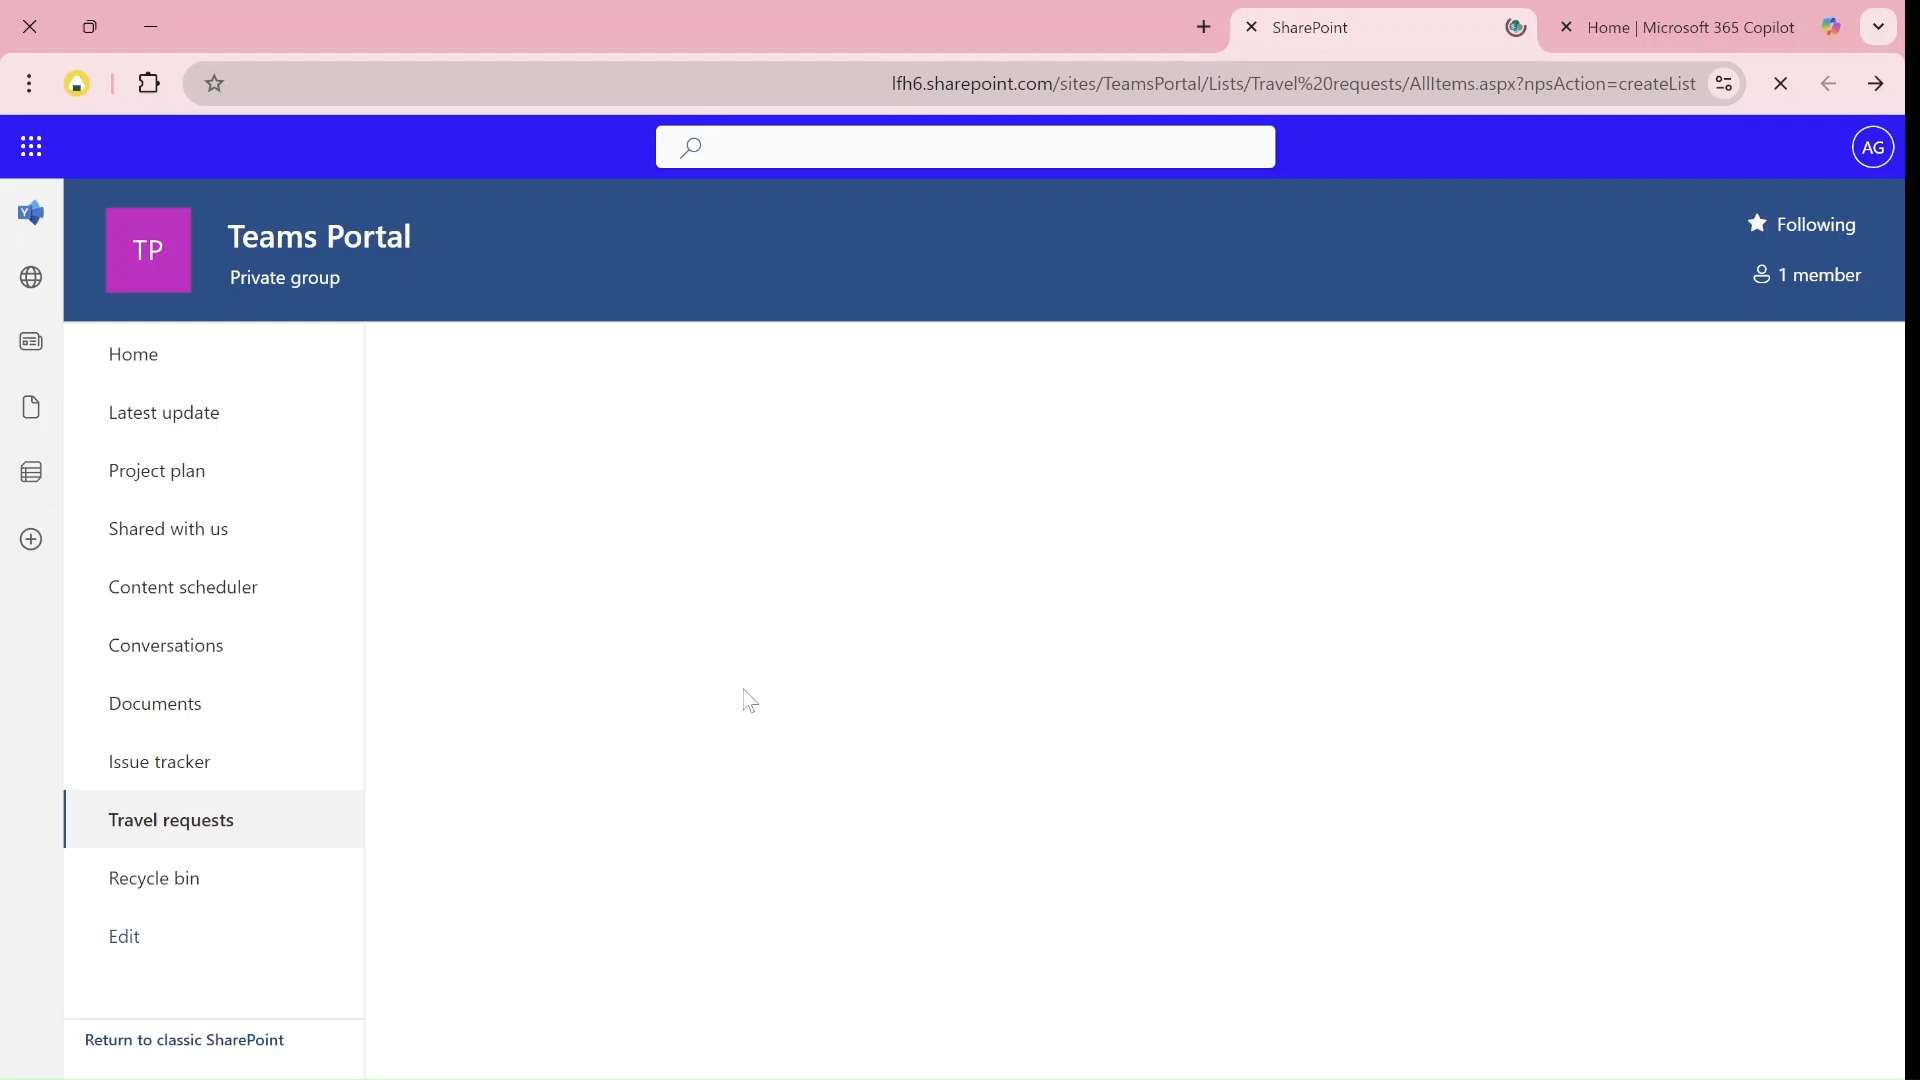 SharePoint
Home | Microsoft 365 Copilot
lfh6.sharepoint.com/sites/TeamsPortal/Lists/Travel%20requests/AllItems.aspx?npsAction=createList
AG
TP
Teams Portal
Private group
Following
1 member
Home
Latest update
Project plan
Shared with us
Content scheduler
Conversations
Documents
Issue tracker
Travel requests
Recycle bin
Edit
Return to classic SharePoint